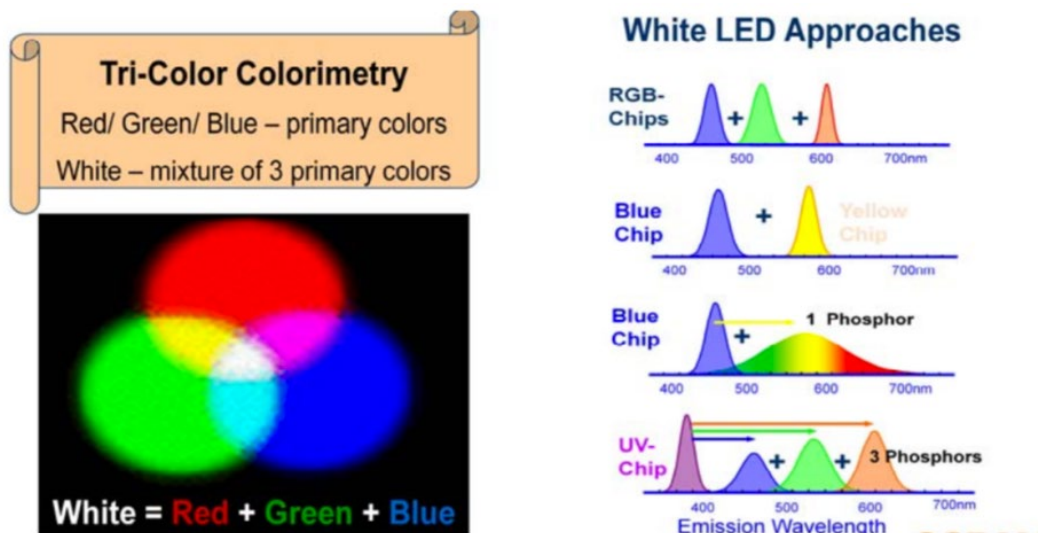 Tri-Color Colorimetry
Red/ Green/ Blue – primary colors
White – mixture of 3 primary colors
White = Red + Green + Blue
White LED Approaches
RGB-
Chips
+ +
400 500 600 700nm
Blue
Chip
+
Yellow
Chip
400 500 600 700nm
Blue
Chip
+
1 Phosphor
400 500 600 700nm
UV-
Chip
+ +
3 Phosphors
400 500 600 700nm
Emission Wavelength